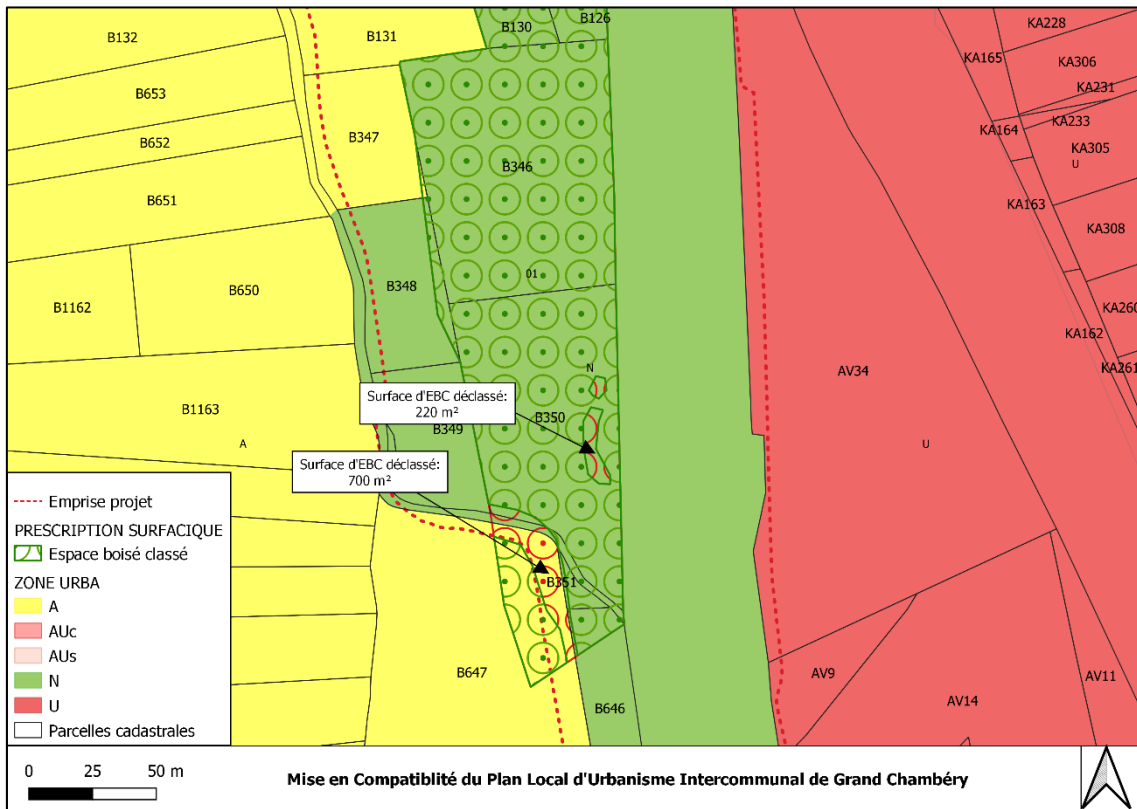 B132
B131
B130
B126
KA228
KA165
KA306
KA231
B653
KA164
KA233
B652
B347
B346
KA305
U
B651
KA163
KA308
B348
01
B1162
B650
KA260
KA162
N
KA261
AV34
Surface d'EBC déclassé:
220 m²
B1163
B350
B349
A
U
Surface d'EBC déclassé:
700 m²
Emprise projet
PRESCRIPTION SURFACIQUE
Espace boisé classé
ZONE URBA
A
AUc
AUs
N
U
Parcelles cadastrales
B351
B647
B646
AV9
AV14
AV11
0 25 50 m
Mise en Compatiblité du Plan Local d'Urbanisme Intercommunal de Grand Chambéry